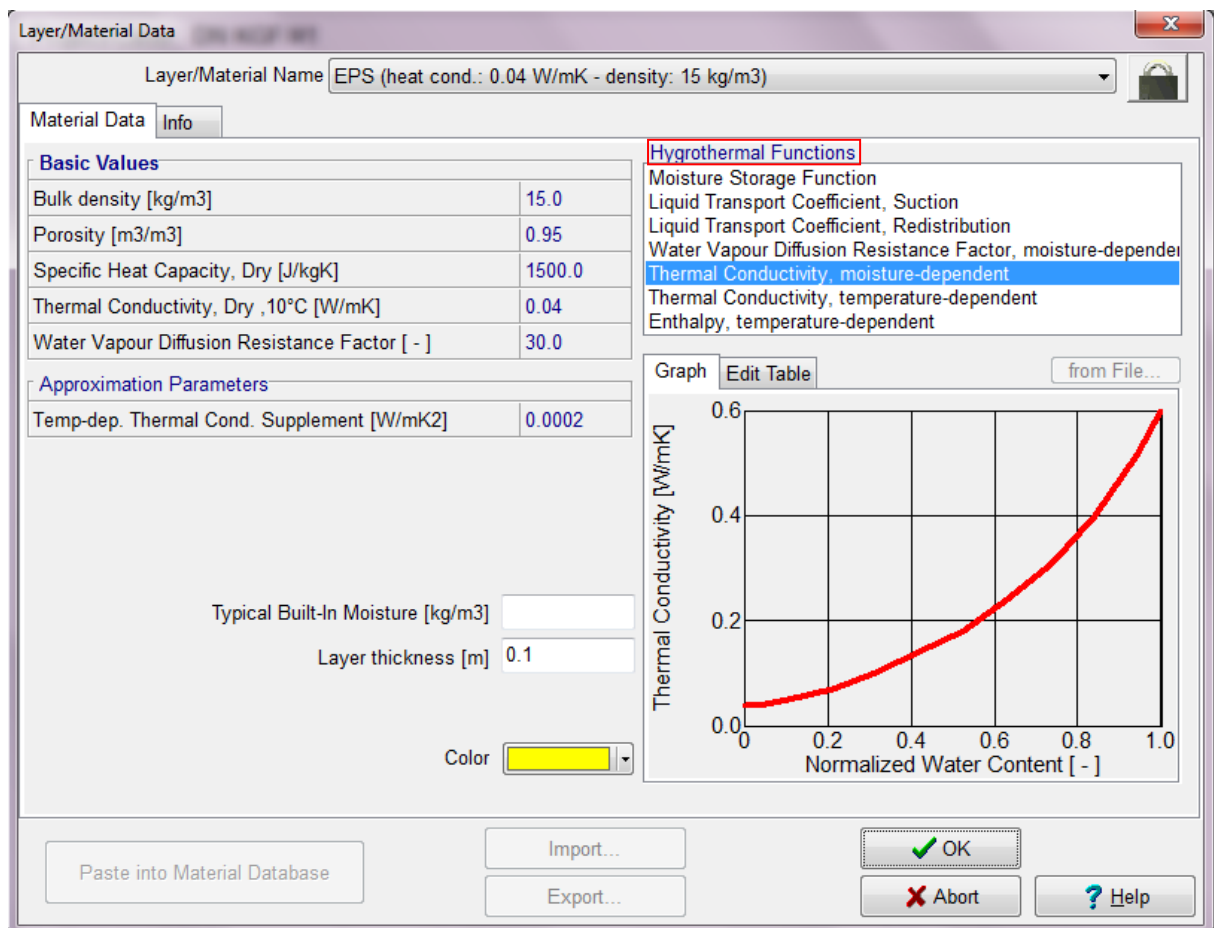 Layer/Material Data
Layer/Material Name EPS (heat cond.: 0.04 W/mK - density: 15 kg/m3)
Material Data Info
Basic Values
Bulk density [kg/m3] 15.0
Porosity [m3/m3] 0.95
Specific Heat Capacity, Dry [J/kgK] 1500.0
Thermal Conductivity, Dry ,10°C [W/mK] 0.04
Water Vapour Diffusion Resistance Factor [ - ] 30.0
Approximation Parameters
Temp-dep. Thermal Cond. Supplement [W/mK2] 0.0002
Typical Built-In Moisture [kg/m3]
Layer thickness [m] 0.1
Color
Hygrothermal Functions
Moisture Storage Function
Liquid Transport Coefficient, Suction
Liquid Transport Coefficient, Redistribution
Water Vapour Diffusion Resistance Factor, moisture-depender
Thermal Conductivity, moisture-dependent
Thermal Conductivity, temperature-dependent
Enthalpy, temperature-dependent
Graph Edit Table from File...
Thermal Conductivity [W/mK]
0.6
0.4
0.2
0.0
0 0.2 0.4 0.6 0.8 1.0
Normalized Water Content [ - ]
Paste into Material Database
Import...
Export...
OK
Abort
Help